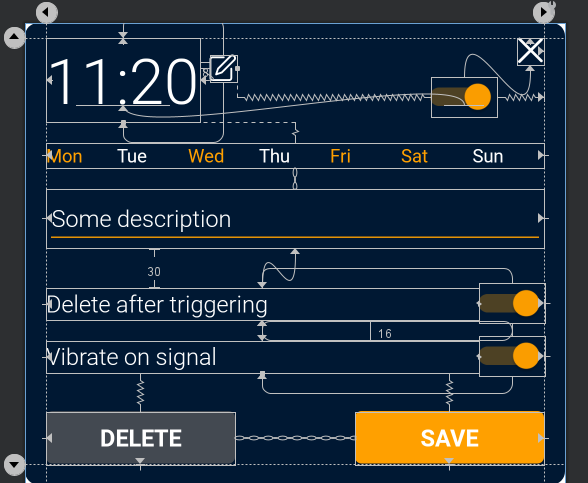 11:20
Mon Tue Wed Thu Fri Sat Sun
Some description
30
Delete after triggering
16
Vibrate on signal
DELETE SAVE